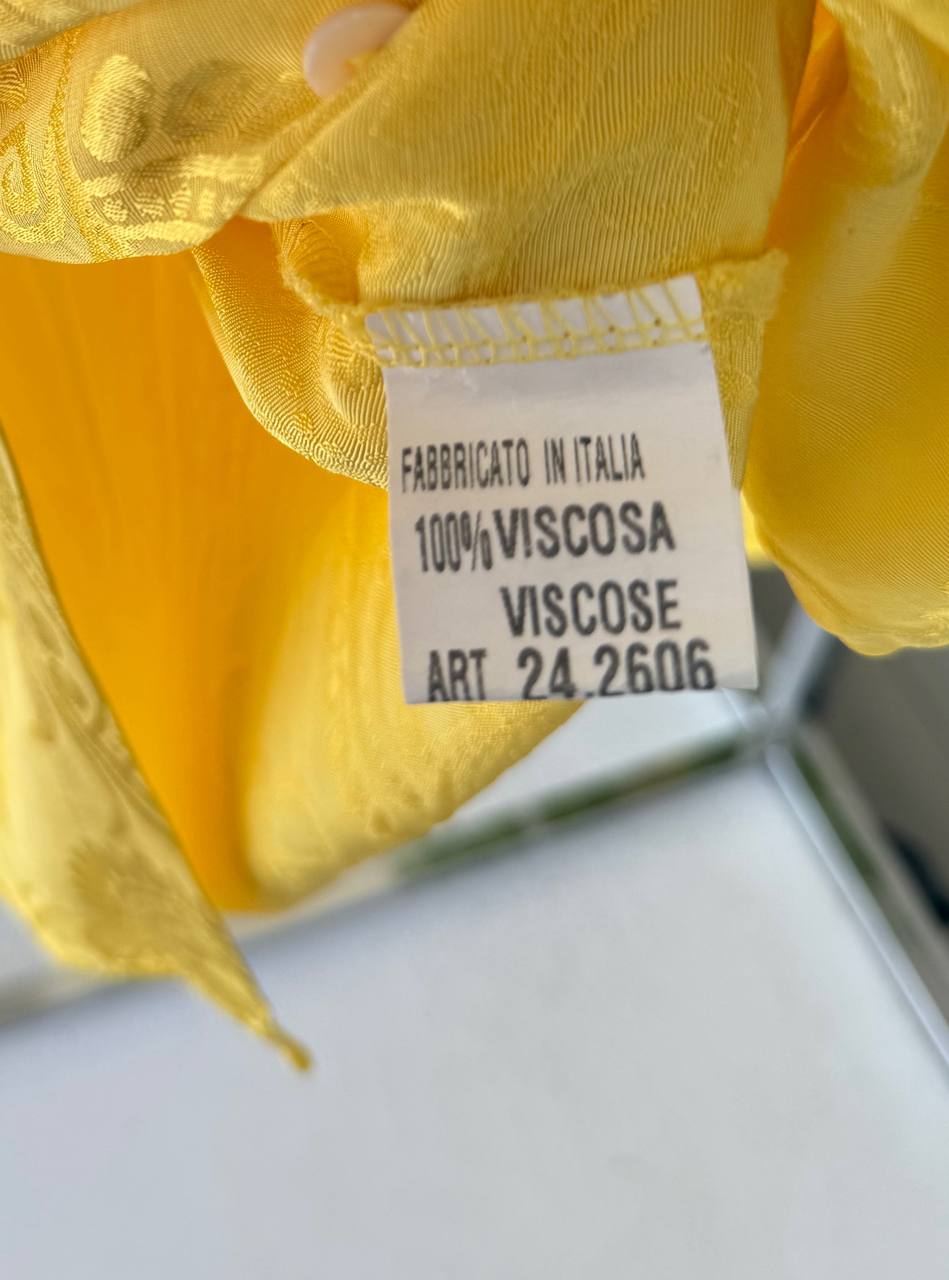 FABBRICATO IN ITALIA
100% VISCOSA
VISCOSE
ART 24.2606